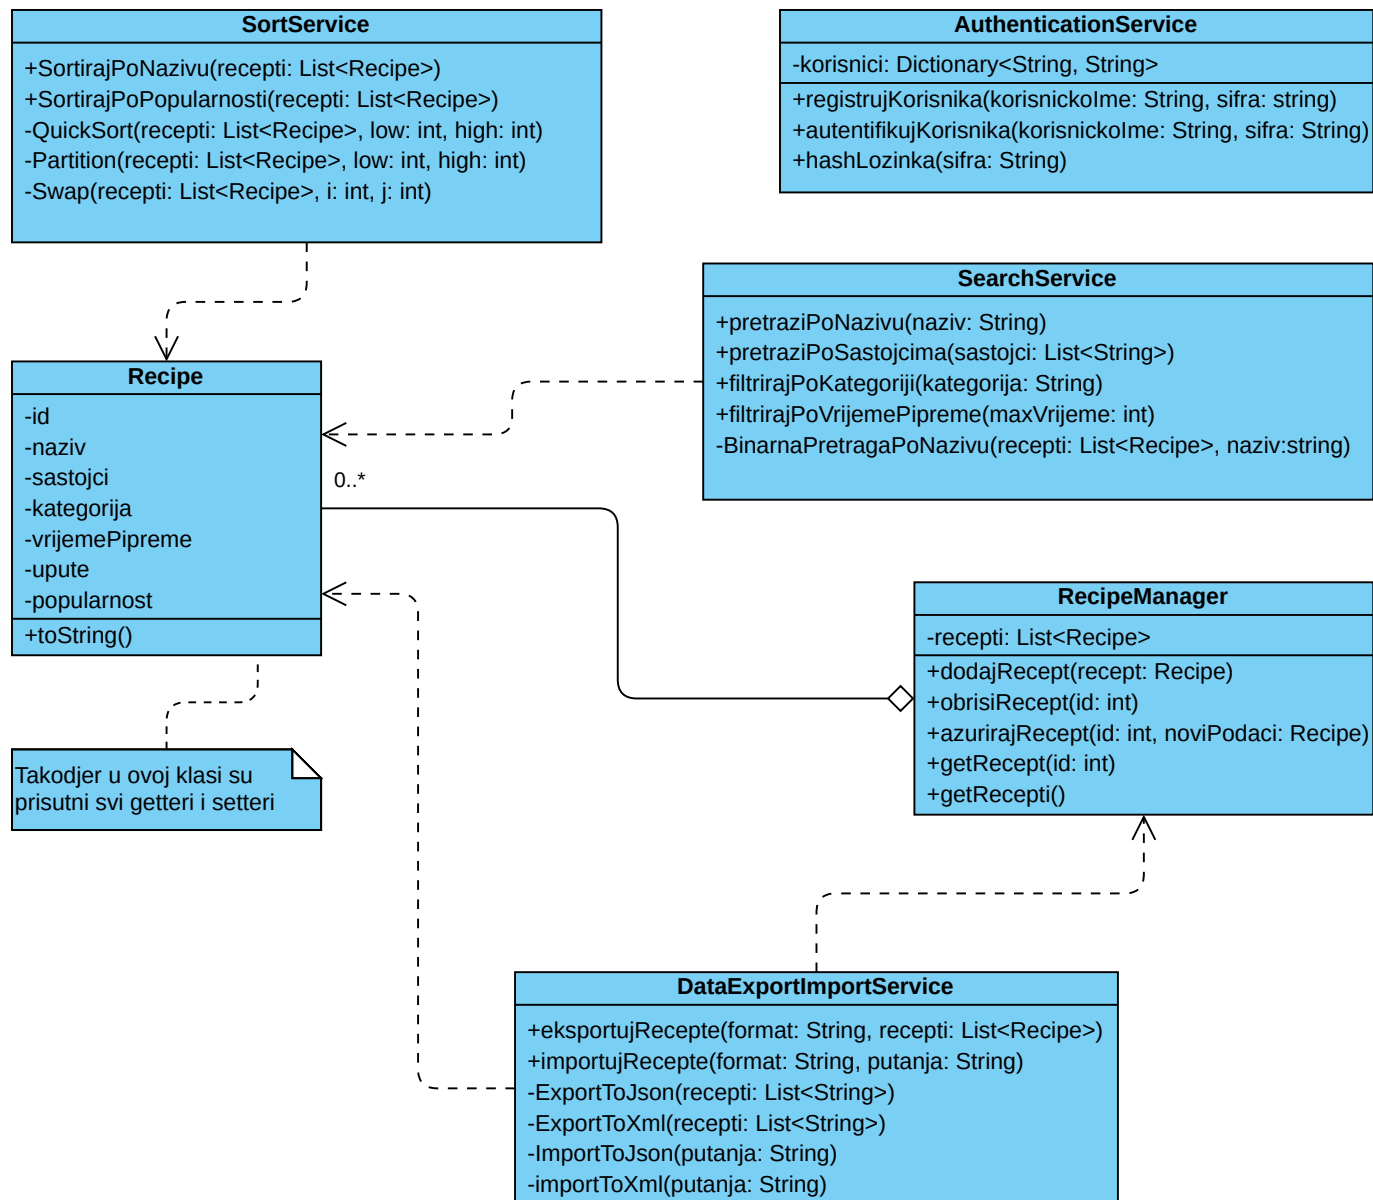 SortService
+SortirajPoNazivu(recepti: List<Recipe>)
+SortirajPoPopularnosti(recepti: List<Recipe>)
-QuickSort(recepti: List<Recipe>, low: int, high: int)
-Partition(recepti: List<Recipe>, low: int, high: int)
-Swap(recepti: List<Recipe>, i: int, j: int)
AuthenticationService
-korisnici: Dictionary<String, String>
+registrujKorisnika(korisnickoIme: String, sifra: string)
+autentifikujKorisnika(korisnickoIme: String, sifra: String)
+hashLozinka(sifra: String)
SearchService
+pretraziPoNazivu(naziv: String)
+pretraziPoSastojcima(sastojci: List<String>)
+filtrirajPoKategoriji(kategorija: String)
+filtrirajPoVrijemePipreme(maxVrijeme: int)
-BinarnaPretragaPoNazivu(recepti: List<Recipe>, naziv:string)
Recipe
-id
-naziv
-sastojci
-kategorija
-vrijemePipreme
-upute
-popularnost
+toString()
0..*
Takodjer u ovoj klasi su
prisutni svi getteri i setteri
RecipeManager
-recepti: List<Recipe>
+dodajRecept(recept: Recipe)
+obrisiRecept(id: int)
+azurirajRecept(id: int, noviPodaci: Recipe)
+getRecept(id: int)
+getRecepti()
DataExportImportService
+eksportujRecepte(format: String, recepti: List<Recipe>)
+importujRecepte(format: String, putanja: String)
-ExportToJson(recepti: List<String>)
-ExportToXml(recepti: List<String>)
-ImportToJson(putanja: String)
-importToXml(putanja: String)